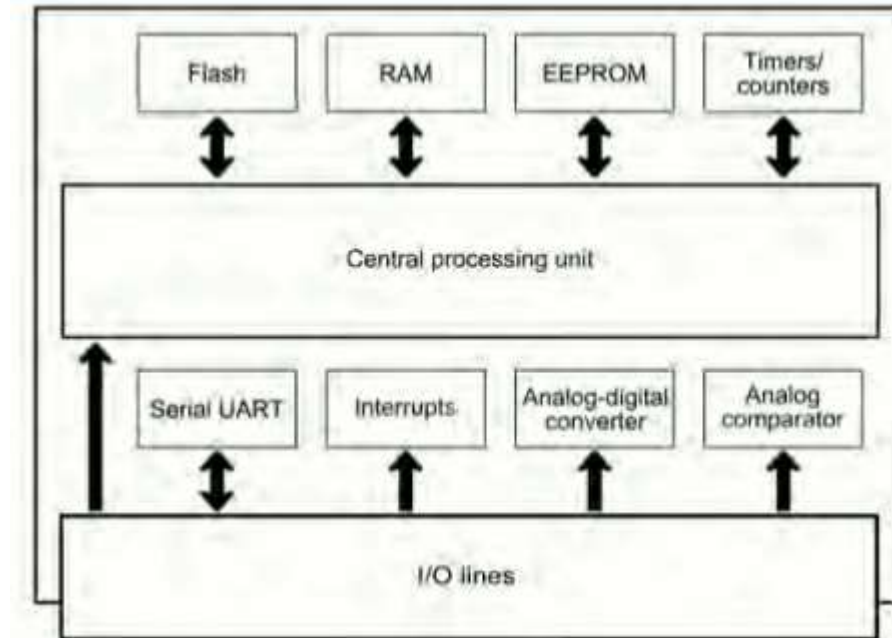 Flash
RAM
EEPROM
Timers/
counters
Central processing unit
Serial UART
Interrupts
Analog-digital
converter
Analog
comparator
I/O lines